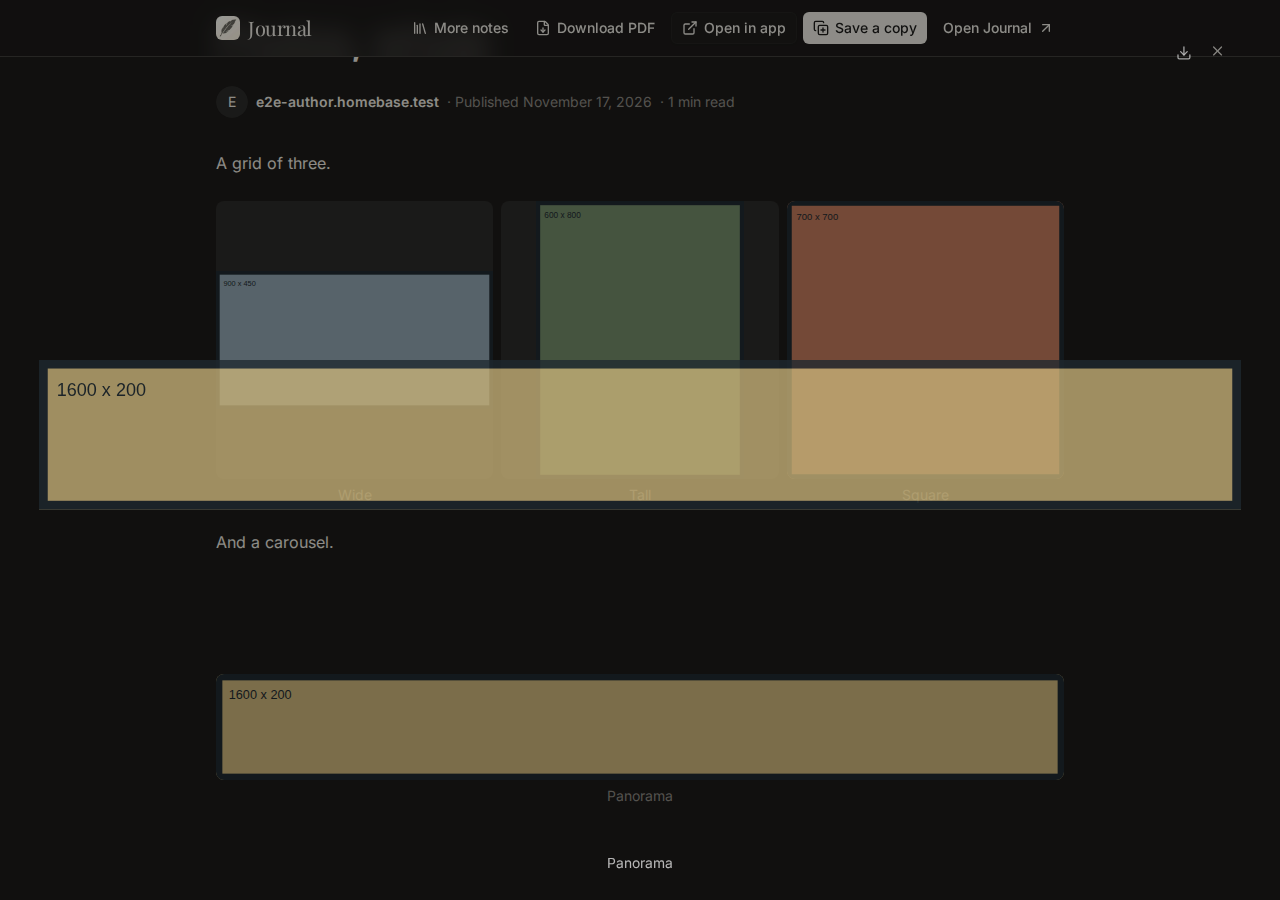 Journal
More notes
Download PDF
Open in app
Save a copy
Open Journal
e2e-author.homebase.test · Published November 17, 2026 · 1 min read
E
A grid of three.
900 x 450
600 x 800
700 x 700
1600 x 200
Wide
Tall
Square
And a carousel.
1600 x 200
Panorama
Panorama